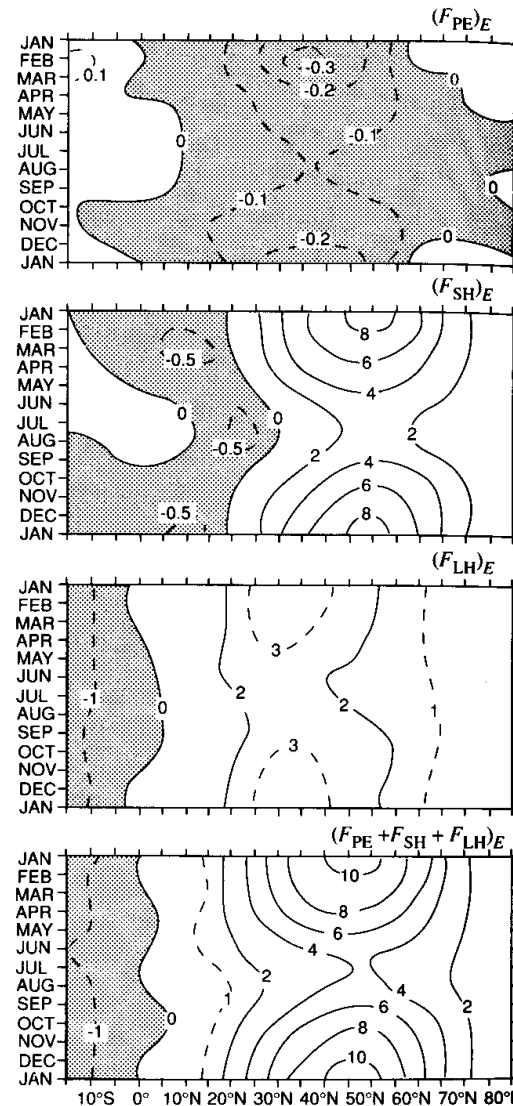 (F_PE)_E
JAN
FEB
MAR
APR
MAY
JUN
JUL
AUG
SEP
OCT
NOV
DEC
JAN
0.1
0
-0.3
-0.2
-0.1
0
0
-0.1
-0.2
0
(F_SH)_E
JAN
FEB
MAR
APR
MAY
JUN
JUL
AUG
SEP
OCT
NOV
DEC
JAN
-0.5
0
-0.5
0
-0.5
8
6
4
2
2
4
6
8
(F_LH)_E
JAN
FEB
MAR
APR
MAY
JUN
JUL
AUG
SEP
OCT
NOV
DEC
JAN
-1
0
2
3
2
1
3
(F_PE + F_SH + F_LH)_E
JAN
FEB
MAR
APR
MAY
JUN
JUL
AUG
SEP
OCT
NOV
DEC
JAN
10
8
6
4
2
1
4
2
-1
0
6
8
10
10°S 0° 10°N 20°N 30°N 40°N 50°N 60°N 70°N 80°N